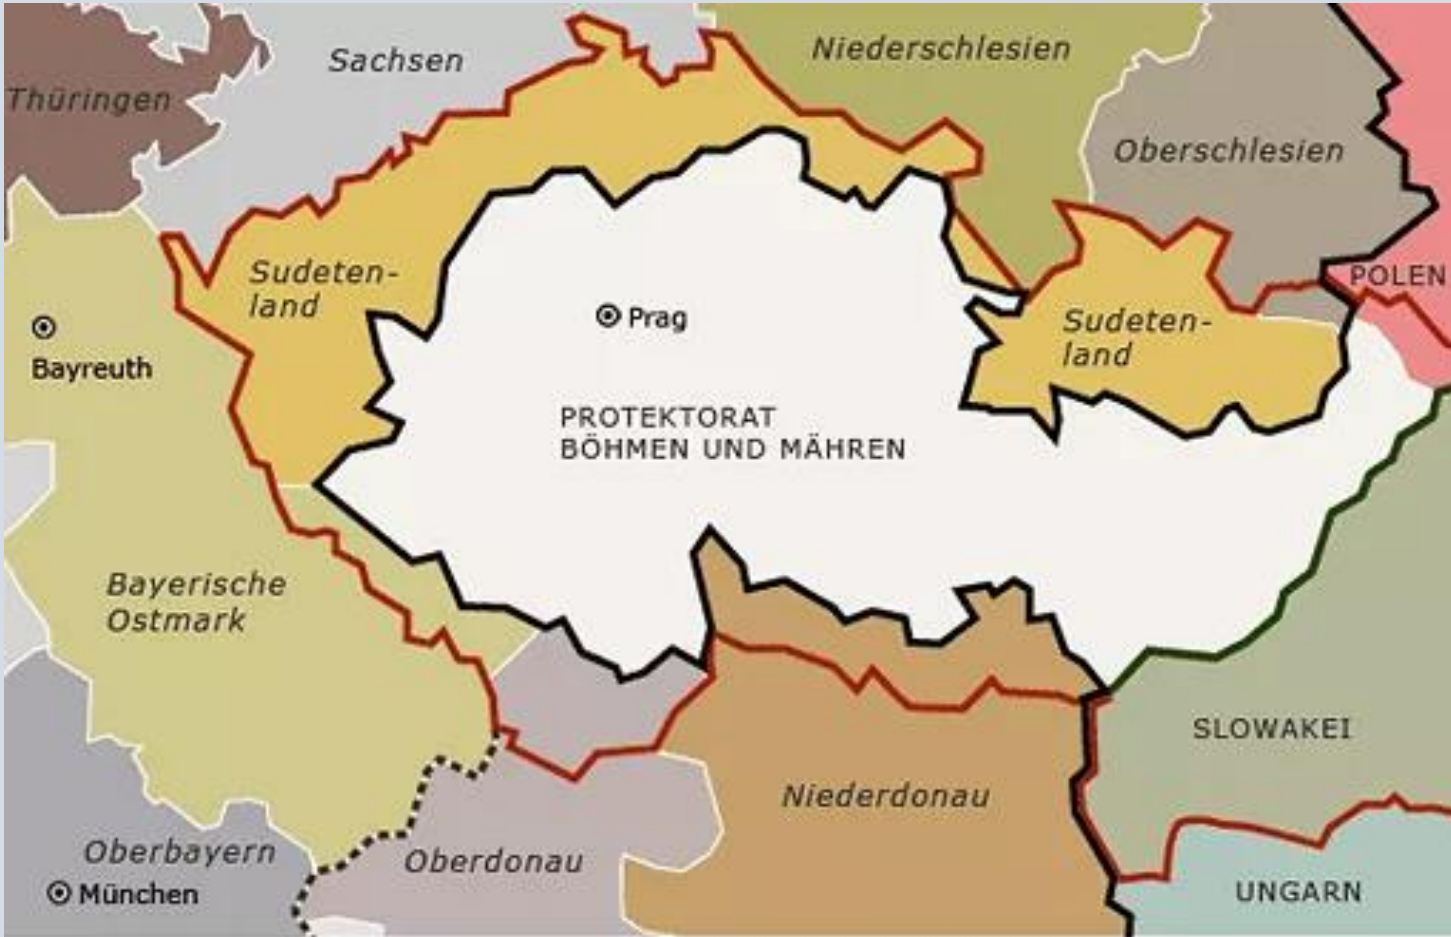 Sachsen
Niederschlesien
Thüringen
Oberschlesien
Sudeten-
land
POLEN
Prag
Sudeten-
land
Bayreuth
PROTEKTORAT
BÖHMEN UND MÄHREN
Bayerische
Ostmark
SLOWAKEI
Niederdonau
Oberbayern
Oberdonau
München
UNGARN